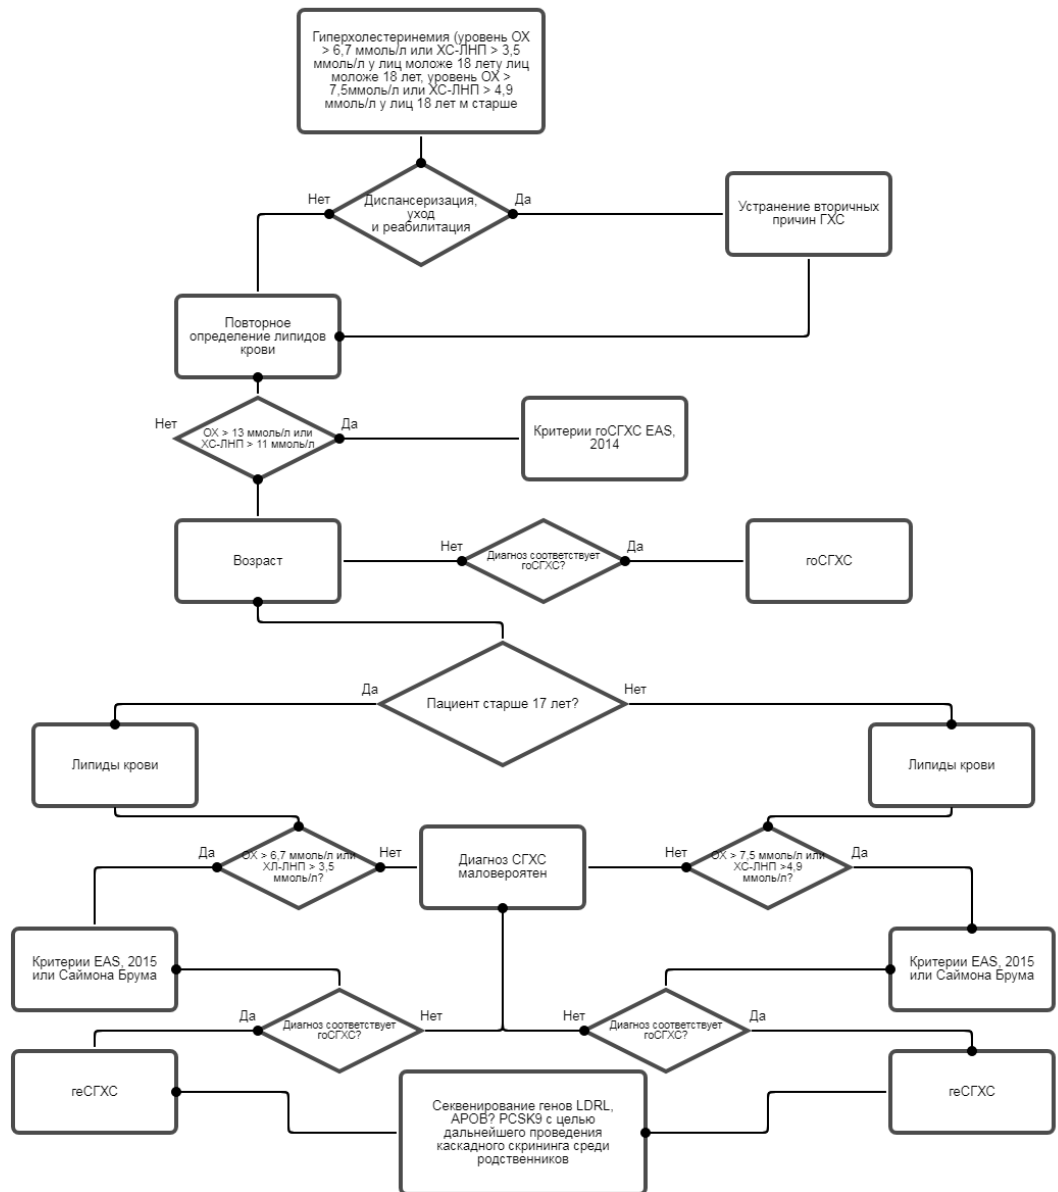 Гиперхолестеринемия (уровень ОХ
> 6,7 ммоль/л или ХС-ЛНП > 3,5
ммоль/л у лиц моложе 18 лету лиц
моложе 18 лет, уровень ОХ >
7,5ммоль/л или ХС-ЛНП > 4,9
ммоль/л у лиц 18 лет м старше
Нет
Диспансеризация,
уход
и реабилитация
Да
Устранение вторичных
причин ГХС
Повторное
определение липидов
крови
Нет
ОХ > 13 ммоль/л или
ХС-ЛНП > 11 ммоль/л
Да
Критерии гоСГХС EAS,
2014
Возраст
Нет
Диагноз соответствует
гоСГХС?
Да
гоСГХС
Да
Пациент старше 17 лет?
Нет
Липиды крови
Липиды крови
Да
ОХ > 6,7 ммоль/л или
ХЛ-ЛНП > 3,5
ммоль/л?
Нет
Диагноз СГХС
маловероятен
Нет
ОХ > 7,5 ммоль/л или
ХС-ЛНП >4,9
ммоль/л?
Да
Критерии EAS, 2015
или Саймона Брума
Критерии EAS, 2015
или Саймона Брума
Да
Диагноз соответствует
гоСГХС?
Нет
Нет
Диагноз соответствует
гоСГХС?
Да
геСГХС
геСГХС
Секвенирование генов LDRL,
APOB? PCSK9 с целью
дальнейшего проведения
каскадного скрининга среди
родственников